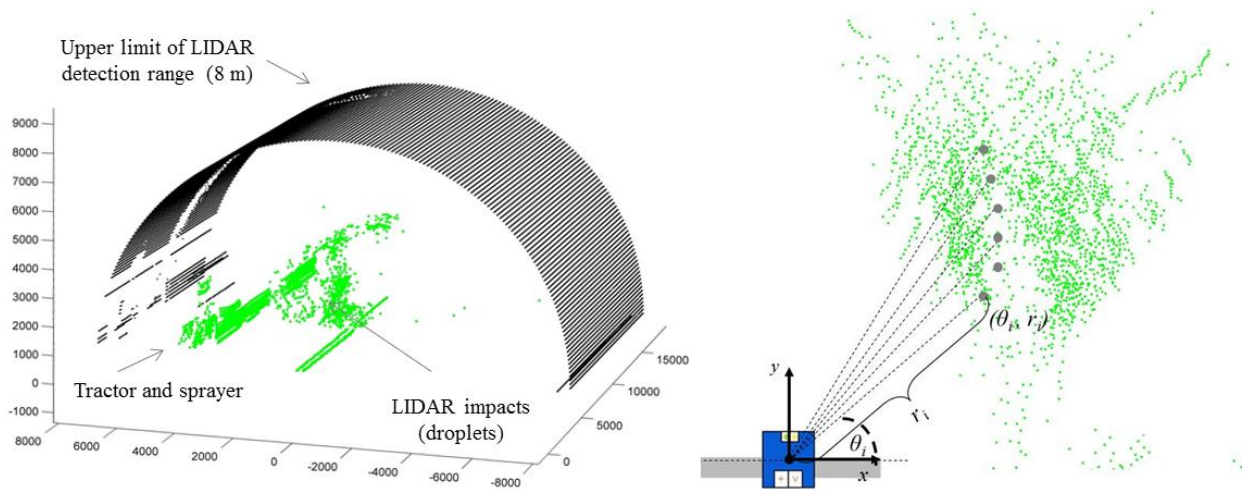 Upper limit of LIDAR
detection range (8 m)
9000
8000
7000
6000
5000
4000
3000
2000
1000
0
-1000
8000
6000
4000
2000
0
-2000
-4000
-6000
-8000
0
5000
10000
15000
Tractor and sprayer
LIDAR impacts
(droplets)
(θi, ri)
y
ri
θi
x
+
V